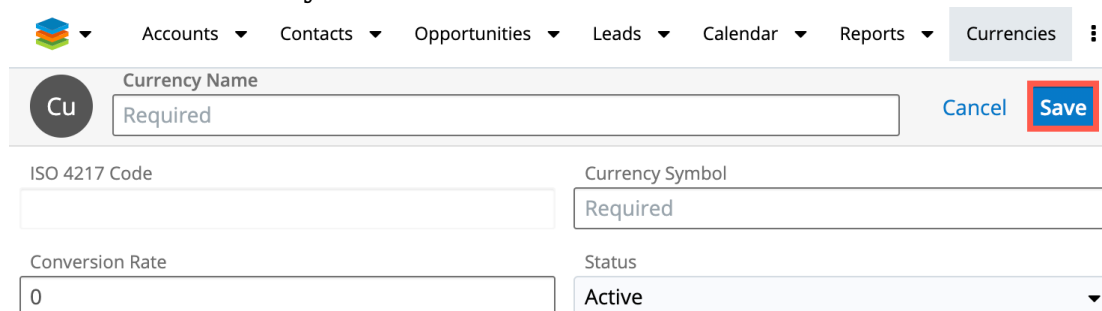 Accounts Contacts Opportunities Leads Calendar Reports Currencies
Currency Name
Cu
Required
Cancel Save
ISO 4217 Code Currency Symbol
Required
Conversion Rate Status
0 Active